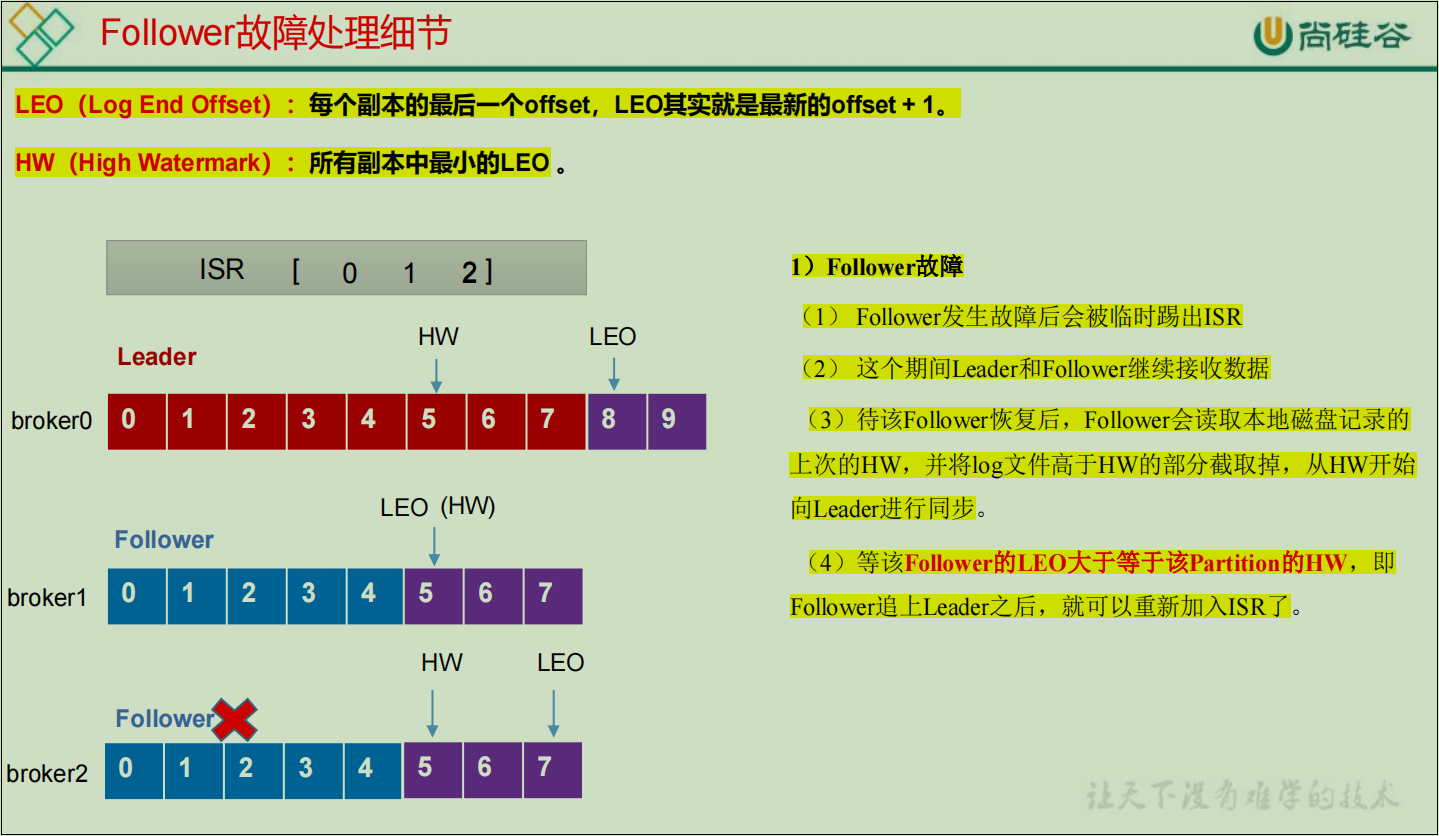 Follower故障处理细节
尚硅谷
LEO（Log End Offset）：每个副本的最后一个offset，LEO其实就是最新的offset + 1。
HW（High Watermark）：所有副本中最小的LEO 。
ISR [ 0 1 2 ]
HW LEO
Leader
broker0 0 1 2 3 4 5 6 7 8 9
LEO (HW)
Follower
broker1 0 1 2 3 4 5 6 7
HW LEO
Follower
broker2 0 1 2 3 4 5 6 7
1）Follower故障
（1） Follower发生故障后会被临时踢出ISR
（2） 这个期间Leader和Follower继续接收数据
（3）待该Follower恢复后，Follower会读取本地磁盘记录的
上次的HW，并将log文件高于HW的部分截取掉，从HW开始
向Leader进行同步。
（4）等该Follower的LEO大于等于该Partition的HW，即
Follower追上Leader之后，就可以重新加入ISR了。
让天下没有难学的技术